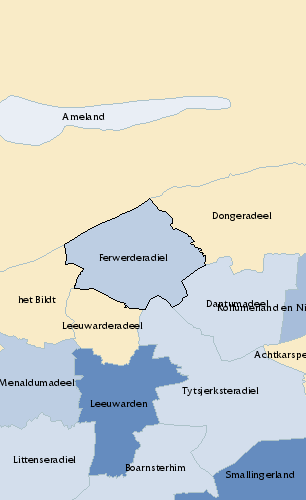 Ameland
Dongeradeel
Ferwerderadiel
het Bildt
Dantumadeel
Kollumerland en Ni
Leeuwarderadeel
Achtkarspe
Menaldumadeel
Tytsjerksteradiel
Leeuwarden
Littenseradiel
Boarnsterhim
Smallingerland